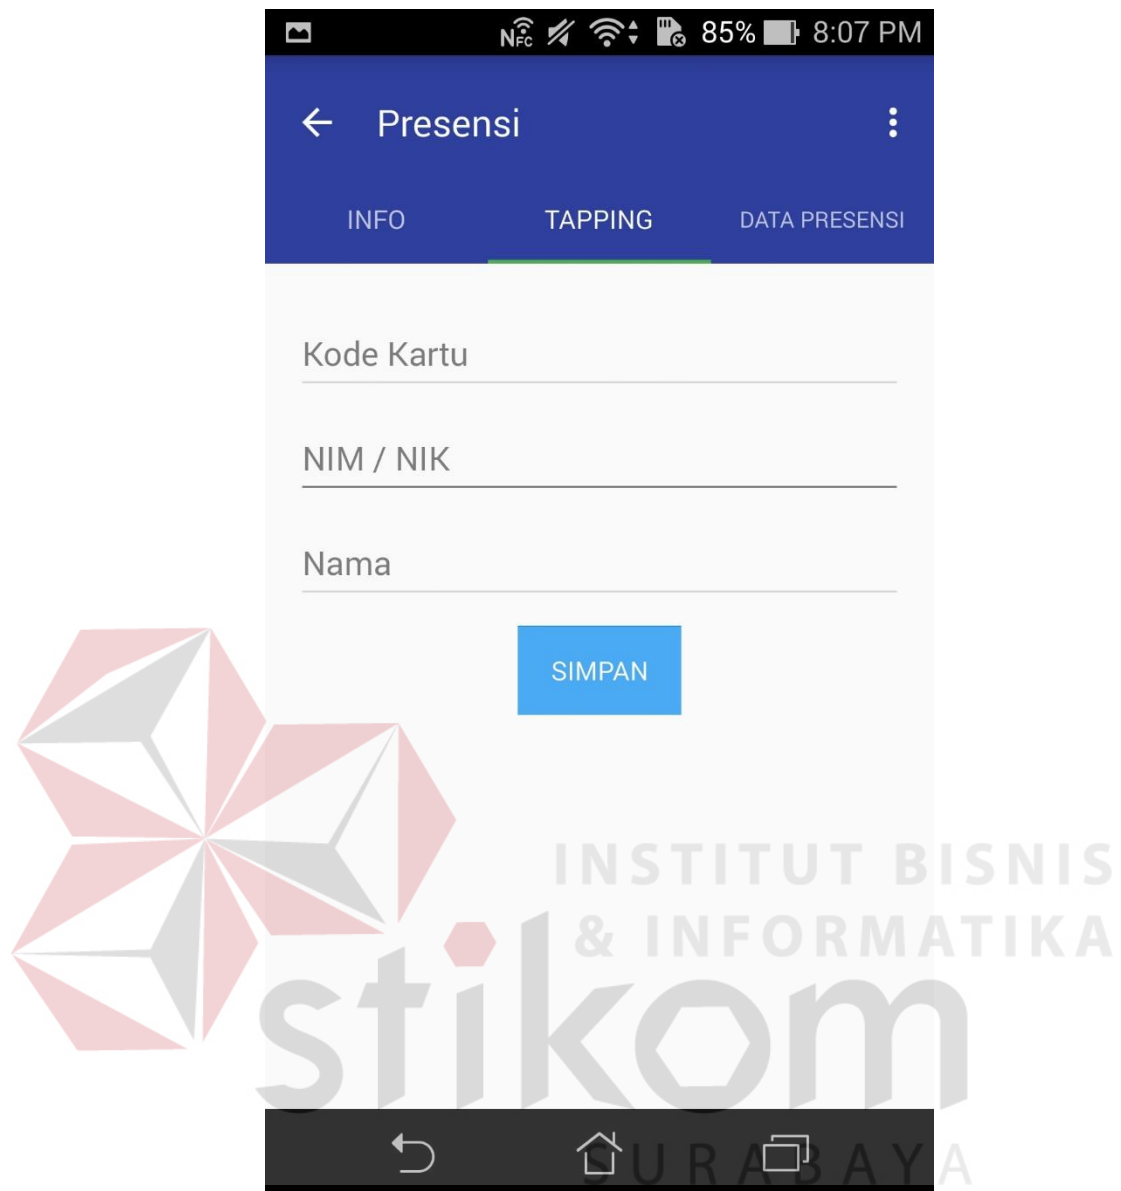 NFC 85% 8:07 PM
Presensi
INFO TAPPING DATA PRESENSI
Kode Kartu
NIM / NIK
Nama
SIMPAN
INSTITUT BISNIS
& INFORMATIKA
stikom
SURABAYA